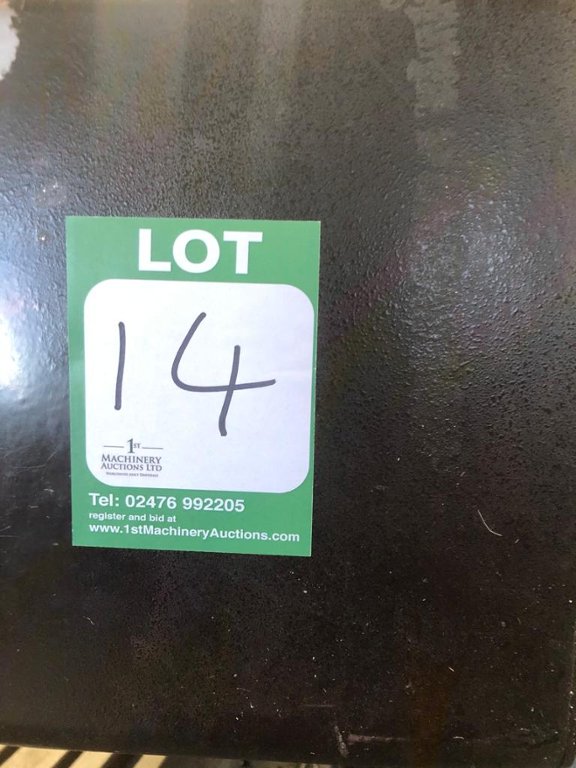 LOT
14
1ST
MACHINERY
AUCTIONS LTD
Tel: 02476 992205
register and bid at
www.1stMachineryAuctions.com